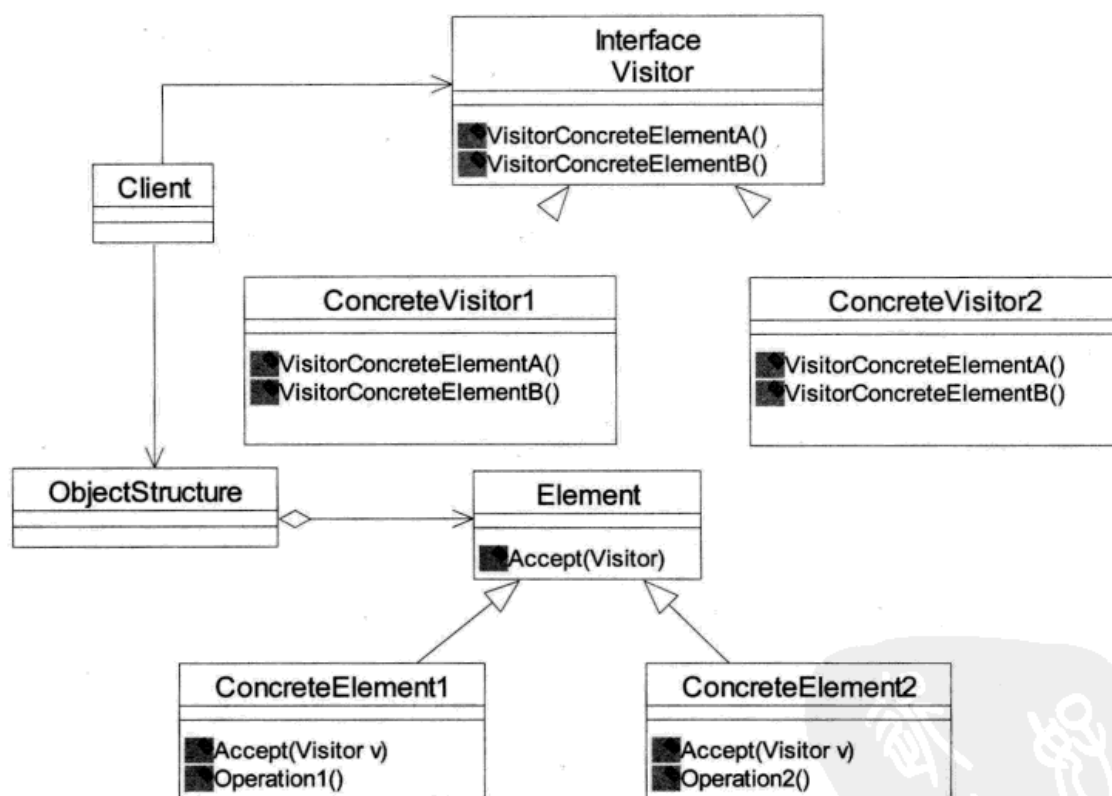 Interface
Visitor
VisitorConcreteElementA()
VisitorConcreteElementB()
Client
ConcreteVisitor1
VisitorConcreteElementA()
VisitorConcreteElementB()
ConcreteVisitor2
VisitorConcreteElementA()
VisitorConcreteElementB()
ObjectStructure
Element
Accept(Visitor)
ConcreteElement1
Accept(Visitor v)
Operation1()
ConcreteElement2
Accept(Visitor v)
Operation2()